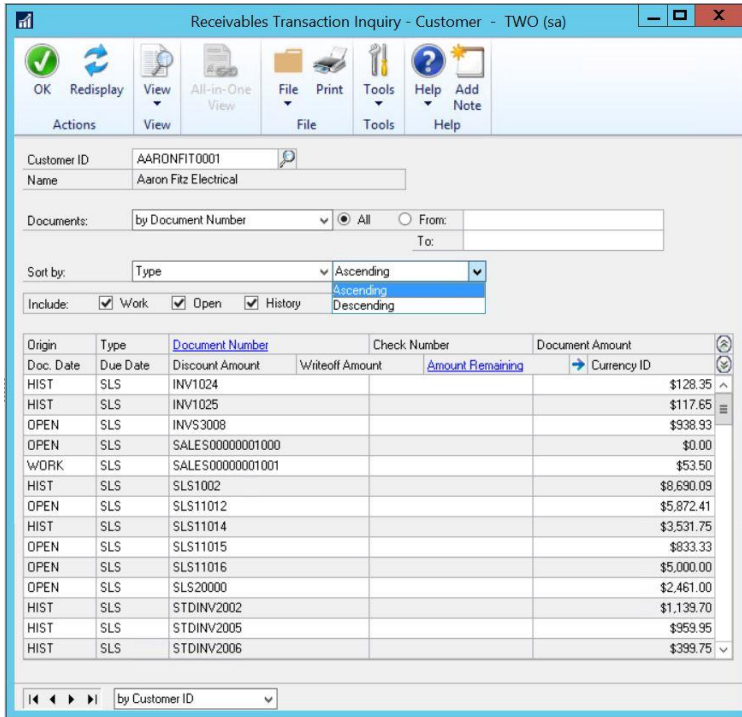 Receivables Transaction Inquiry - Customer - TWO (sa)
OK Redisplay View All-in-One View File Print Tools Help Add Note
Actions View File Tools Help
Customer ID AARONFIT0001
Name Aaron Fitz Electrical
Documents: by Document Number All From:
To:
Sort by: Type Ascending
Ascending
Include: Work Open History Descending
Origin Type Document Number Check Number Document Amount
Doc. Date Due Date Discount Amount Writeoff Amount Amount Remaining Currency ID
HIST SLS INV1024 $128.35
HIST SLS INV1025 $117.65
OPEN SLS INVS3008 $938.93
OPEN SLS SALES00000001000 $0.00
WORK SLS SALES00000001001 $53.50
HIST SLS SLS1002 $8,690.09
OPEN SLS SLS11012 $5,872.41
HIST SLS SLS11014 $3,531.75
OPEN SLS SLS11015 $833.33
OPEN SLS SLS11016 $5,000.00
OPEN SLS SLS20000 $2,461.00
HIST SLS STDINV2002 $1,139.70
HIST SLS STDINV2005 $959.95
HIST SLS STDINV2006 $399.75
by Customer ID